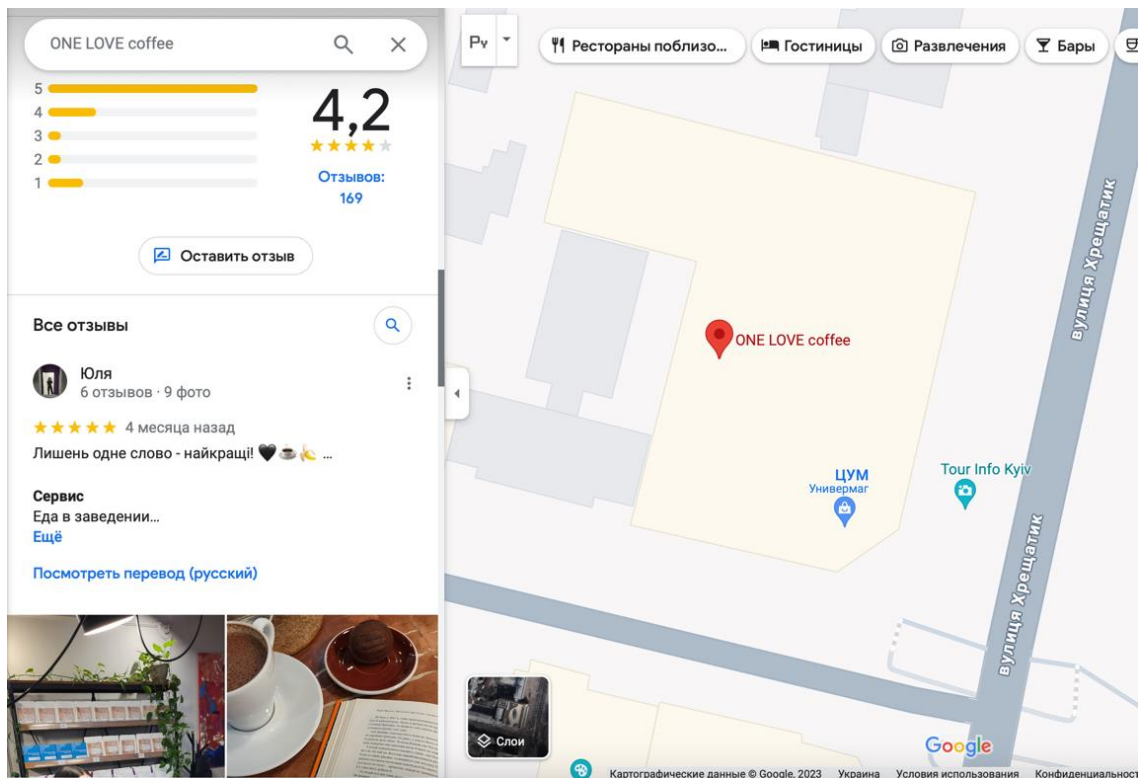 ONE LOVE coffee
5
4
3
2
1
4,2
Отзывов:
169
Оставить отзыв
Все отзывы
Юля
6 отзывов · 9 фото
4 месяца назад
Лишень одне слово - найкращі! 🖤☕🍌 ...
Сервис
Еда в заведении...
Ещё
Посмотреть перевод (русский)
Ру
Рестораны поблизо...
Гостиницы
Развлечения
Бары
вулиця Хрещатик
ONE LOVE coffee
ЦУМ
Универмаг
Tour Info Kyiv
вулиця Хрещатик
Слои
Google
Картографические данные © Google, 2023 Украина Условия использования Конфиденциальнос